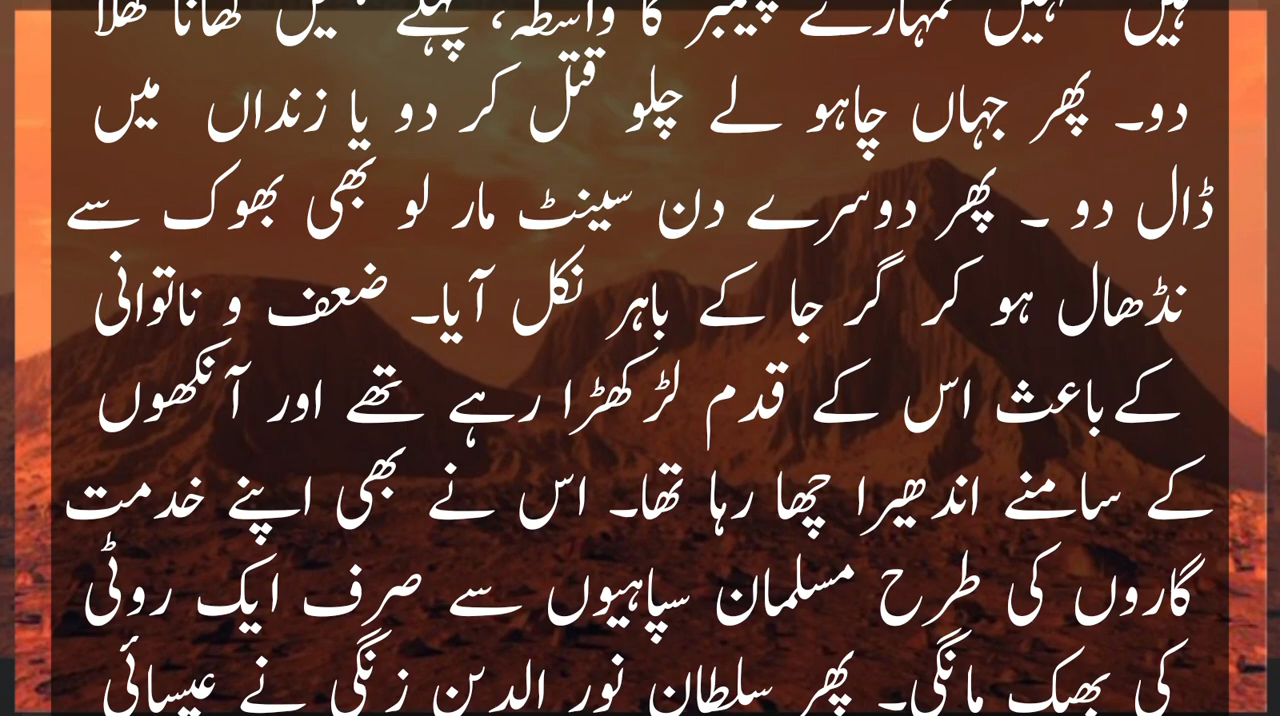 ہیں تمہیں تمہارے پیغمبر کا واسطہ، پہلے ہمیں کھانا کھلا
دو۔ پھر جہاں چاہو لے چلو قتل کر دو یا زنداں میں
ڈال دو ۔ پھر دوسرے دن سینٹ مار لو بھی بھوک سے
نڈھال ہو کر گر جا کے باہر نکل آیا۔ ضعف و ناتوانی
کے باعث اس کے قدم لڑکھڑا رہے تھے اور آنکھوں
کے سامنے اندھیرا چھا رہا تھا۔ اس نے بھی اپنے خدمت
گاروں کی طرح مسلمان سپاہیوں سے صرف ایک روٹی
کی بھیک مانگی۔ پھر سلطان نور الدین زنگی نے عیسائی